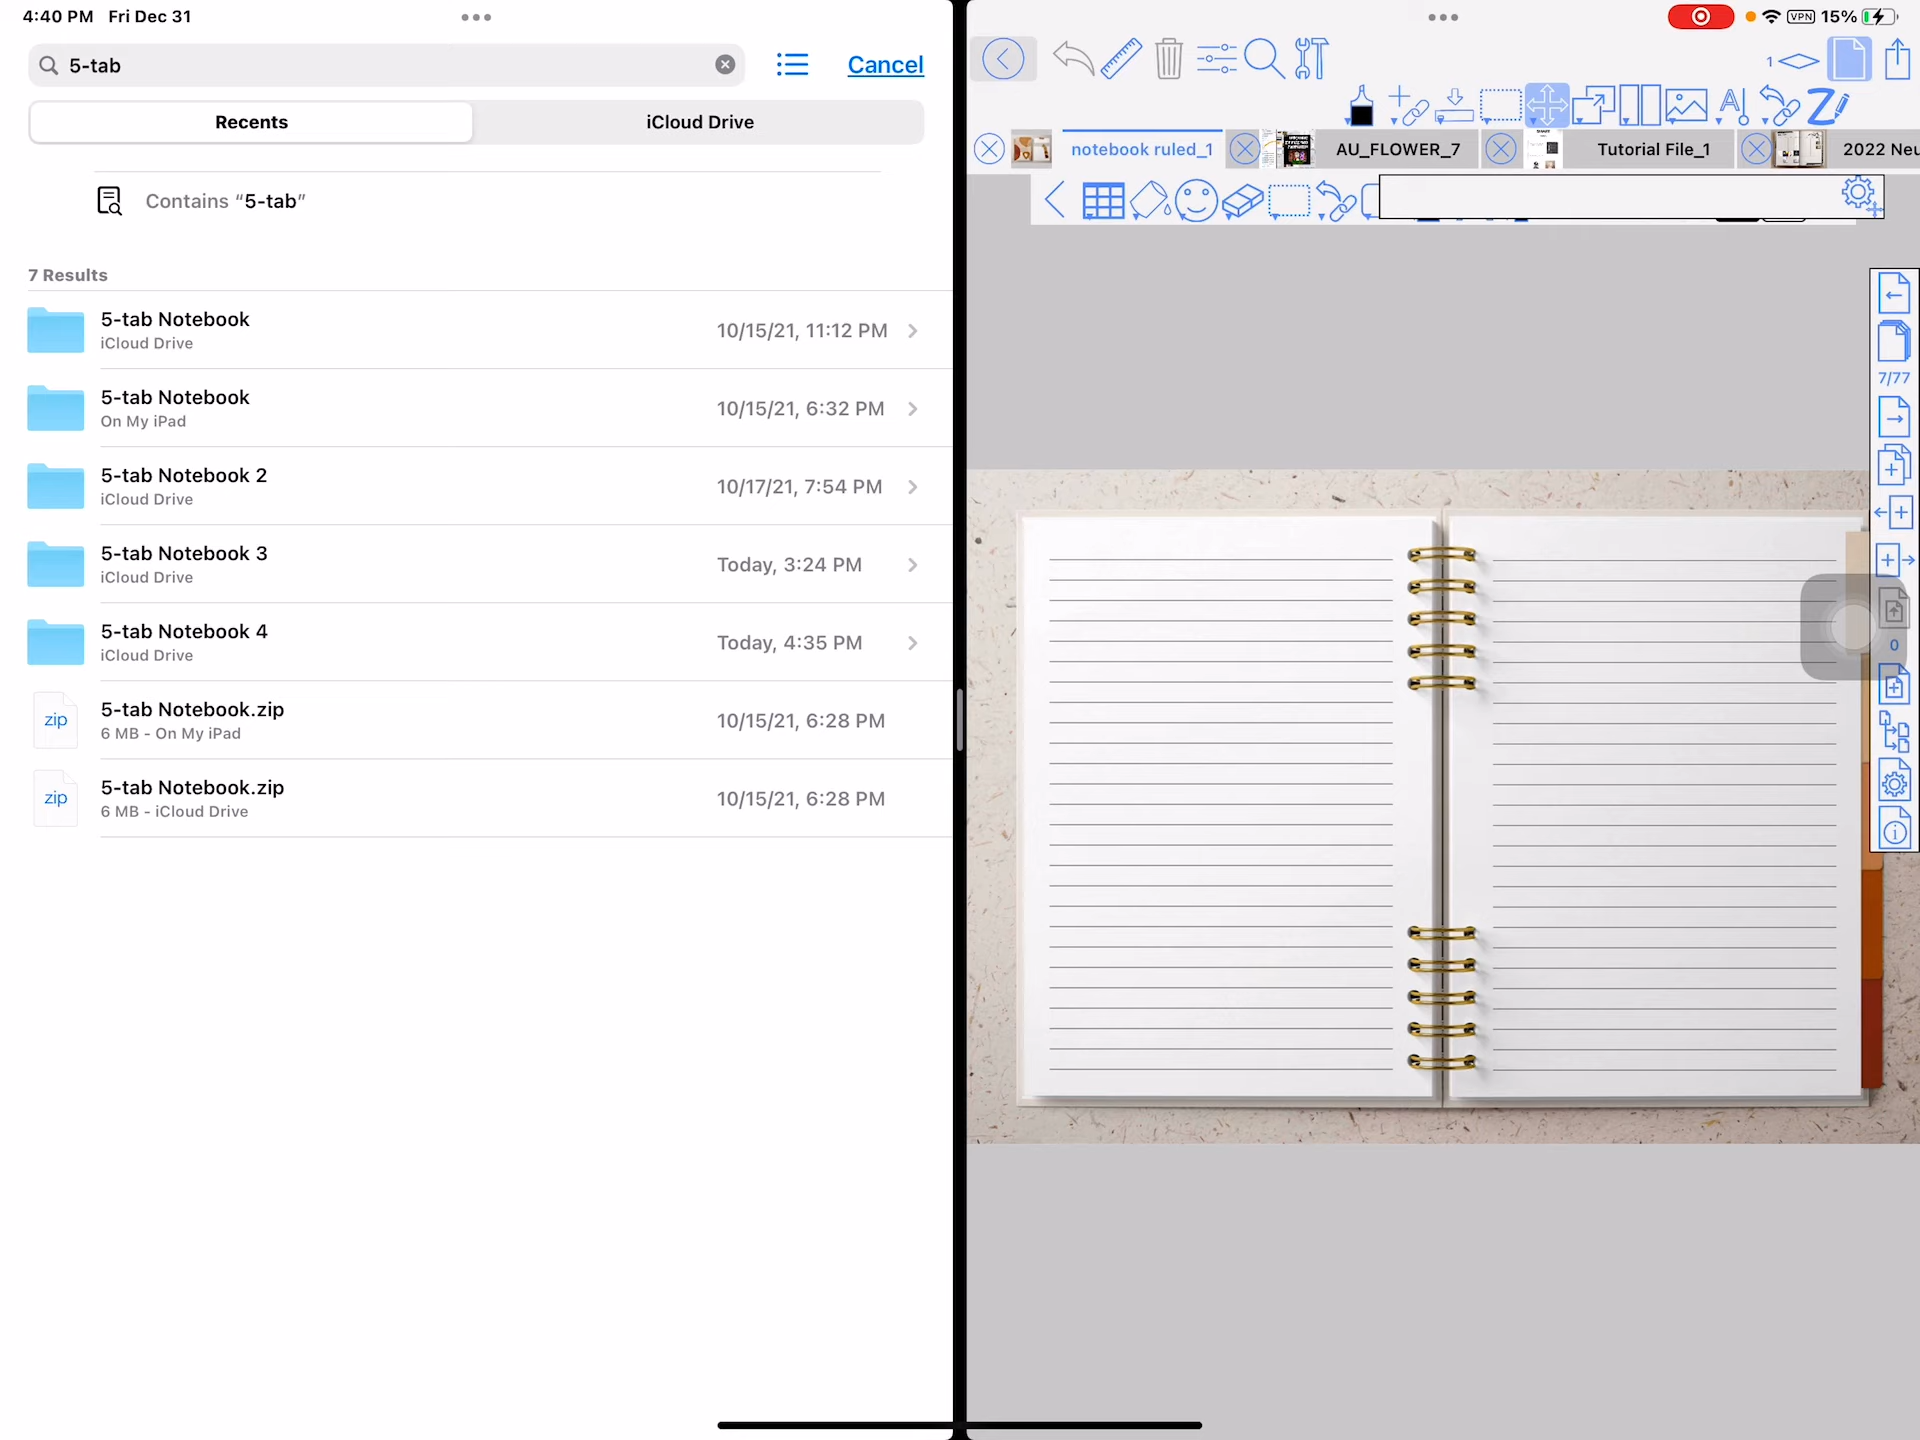 4:40 PM Fri Dec 31
5-tab
Cancel
Recents
iCloud Drive
Contains “5-tab”
7 Results
5-tab Notebook
iCloud Drive
10/15/21, 11:12 PM
5-tab Notebook
On My iPad
10/15/21, 6:32 PM
5-tab Notebook 2
iCloud Drive
10/17/21, 7:54 PM
5-tab Notebook 3
iCloud Drive
Today, 3:24 PM
5-tab Notebook 4
iCloud Drive
Today, 4:35 PM
zip
5-tab Notebook.zip
6 MB - On My iPad
10/15/21, 6:28 PM
zip
5-tab Notebook.zip
6 MB - iCloud Drive
10/15/21, 6:28 PM
VPN 15%
1
notebook ruled_1
AU_FLOWER_7
Tutorial File_1
2022 Neu
7/77
0